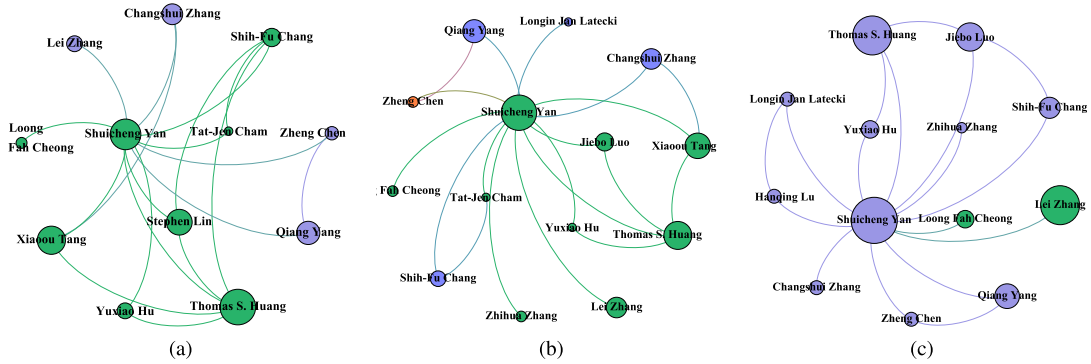 Changshui Zhang
Lei Zhang
Shih-Fu Chang
Loong
Fah Cheong
Shuicheng Yan
Tat-Jen Cham
Zheng Chen
Stephen Lin
Xiaoou Tang
Qiang Yang
Yuxiao Hu
Thomas S. Huang
(a)
Longin Jan Latecki
Qiang Yang
Changshui Zhang
Zheng Chen
Shuicheng Yan
Jiebo Luo
Xiaoou Tang
Fah Cheong
Tat-Jen Cham
Yuxiao Hu
Thomas S. Huang
Shih-Fu Chang
Zhihua Zhang
Lei Zhang
(b)
Thomas S. Huang
Jiebo Luo
Longin Jan Latecki
Shih-Fu Chang
Yuxiao Hu
Zhihua Zhang
Hanqing Lu
Shuicheng Yan
Loong Fah Cheong
Lei Zhang
Changshui Zhang
Qiang Yang
Zheng Chen
(c)